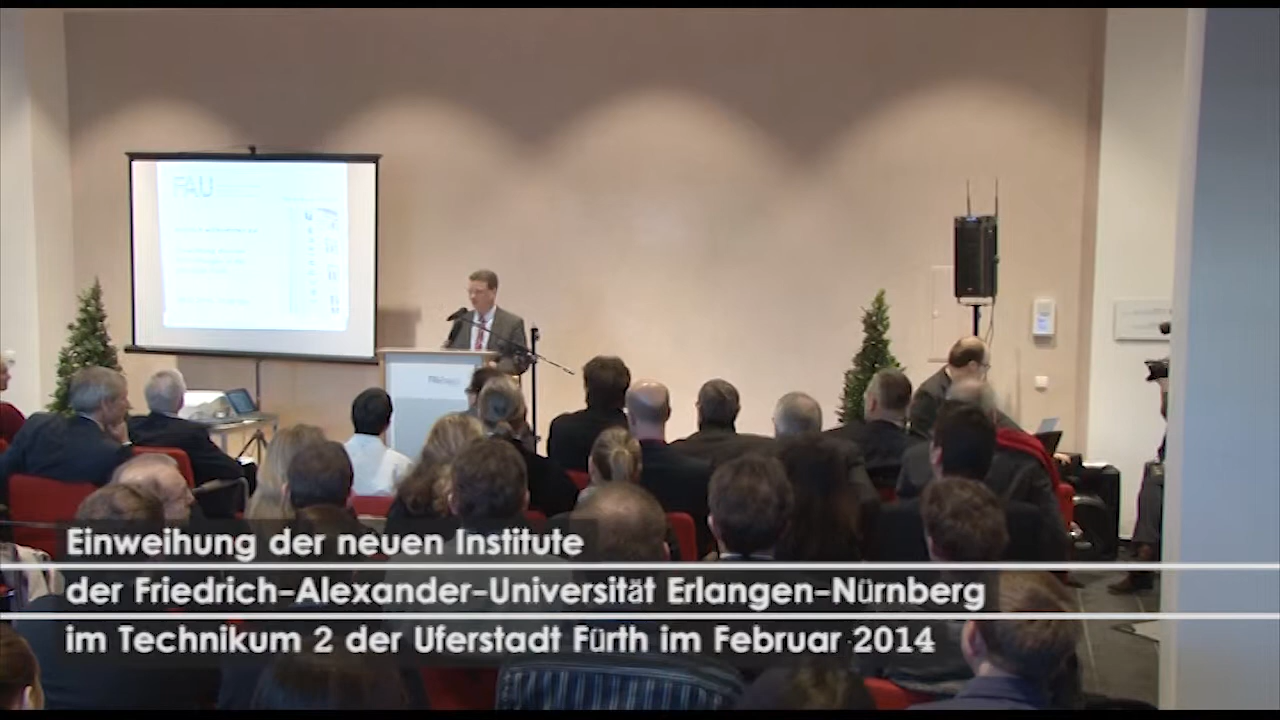 FAU
Einweihung der neuen Institute
der Friedrich-Alexander-Universität Erlangen-Nürnberg
im Technikum 2 der Uferstadt Fürth im Februar 2014